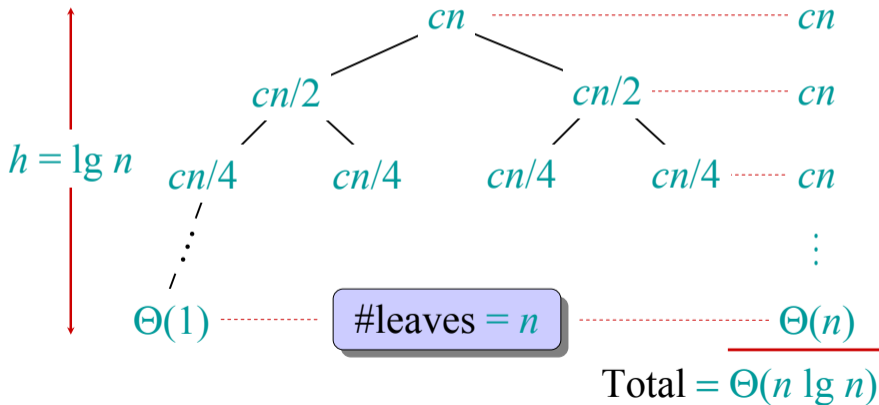 cn cn
cn/2 cn/2 cn
h = lg n
cn/4 cn/4 cn/4 cn/4 cn
Θ(1) #leaves = n Θ(n)
Total = Θ(n lg n)